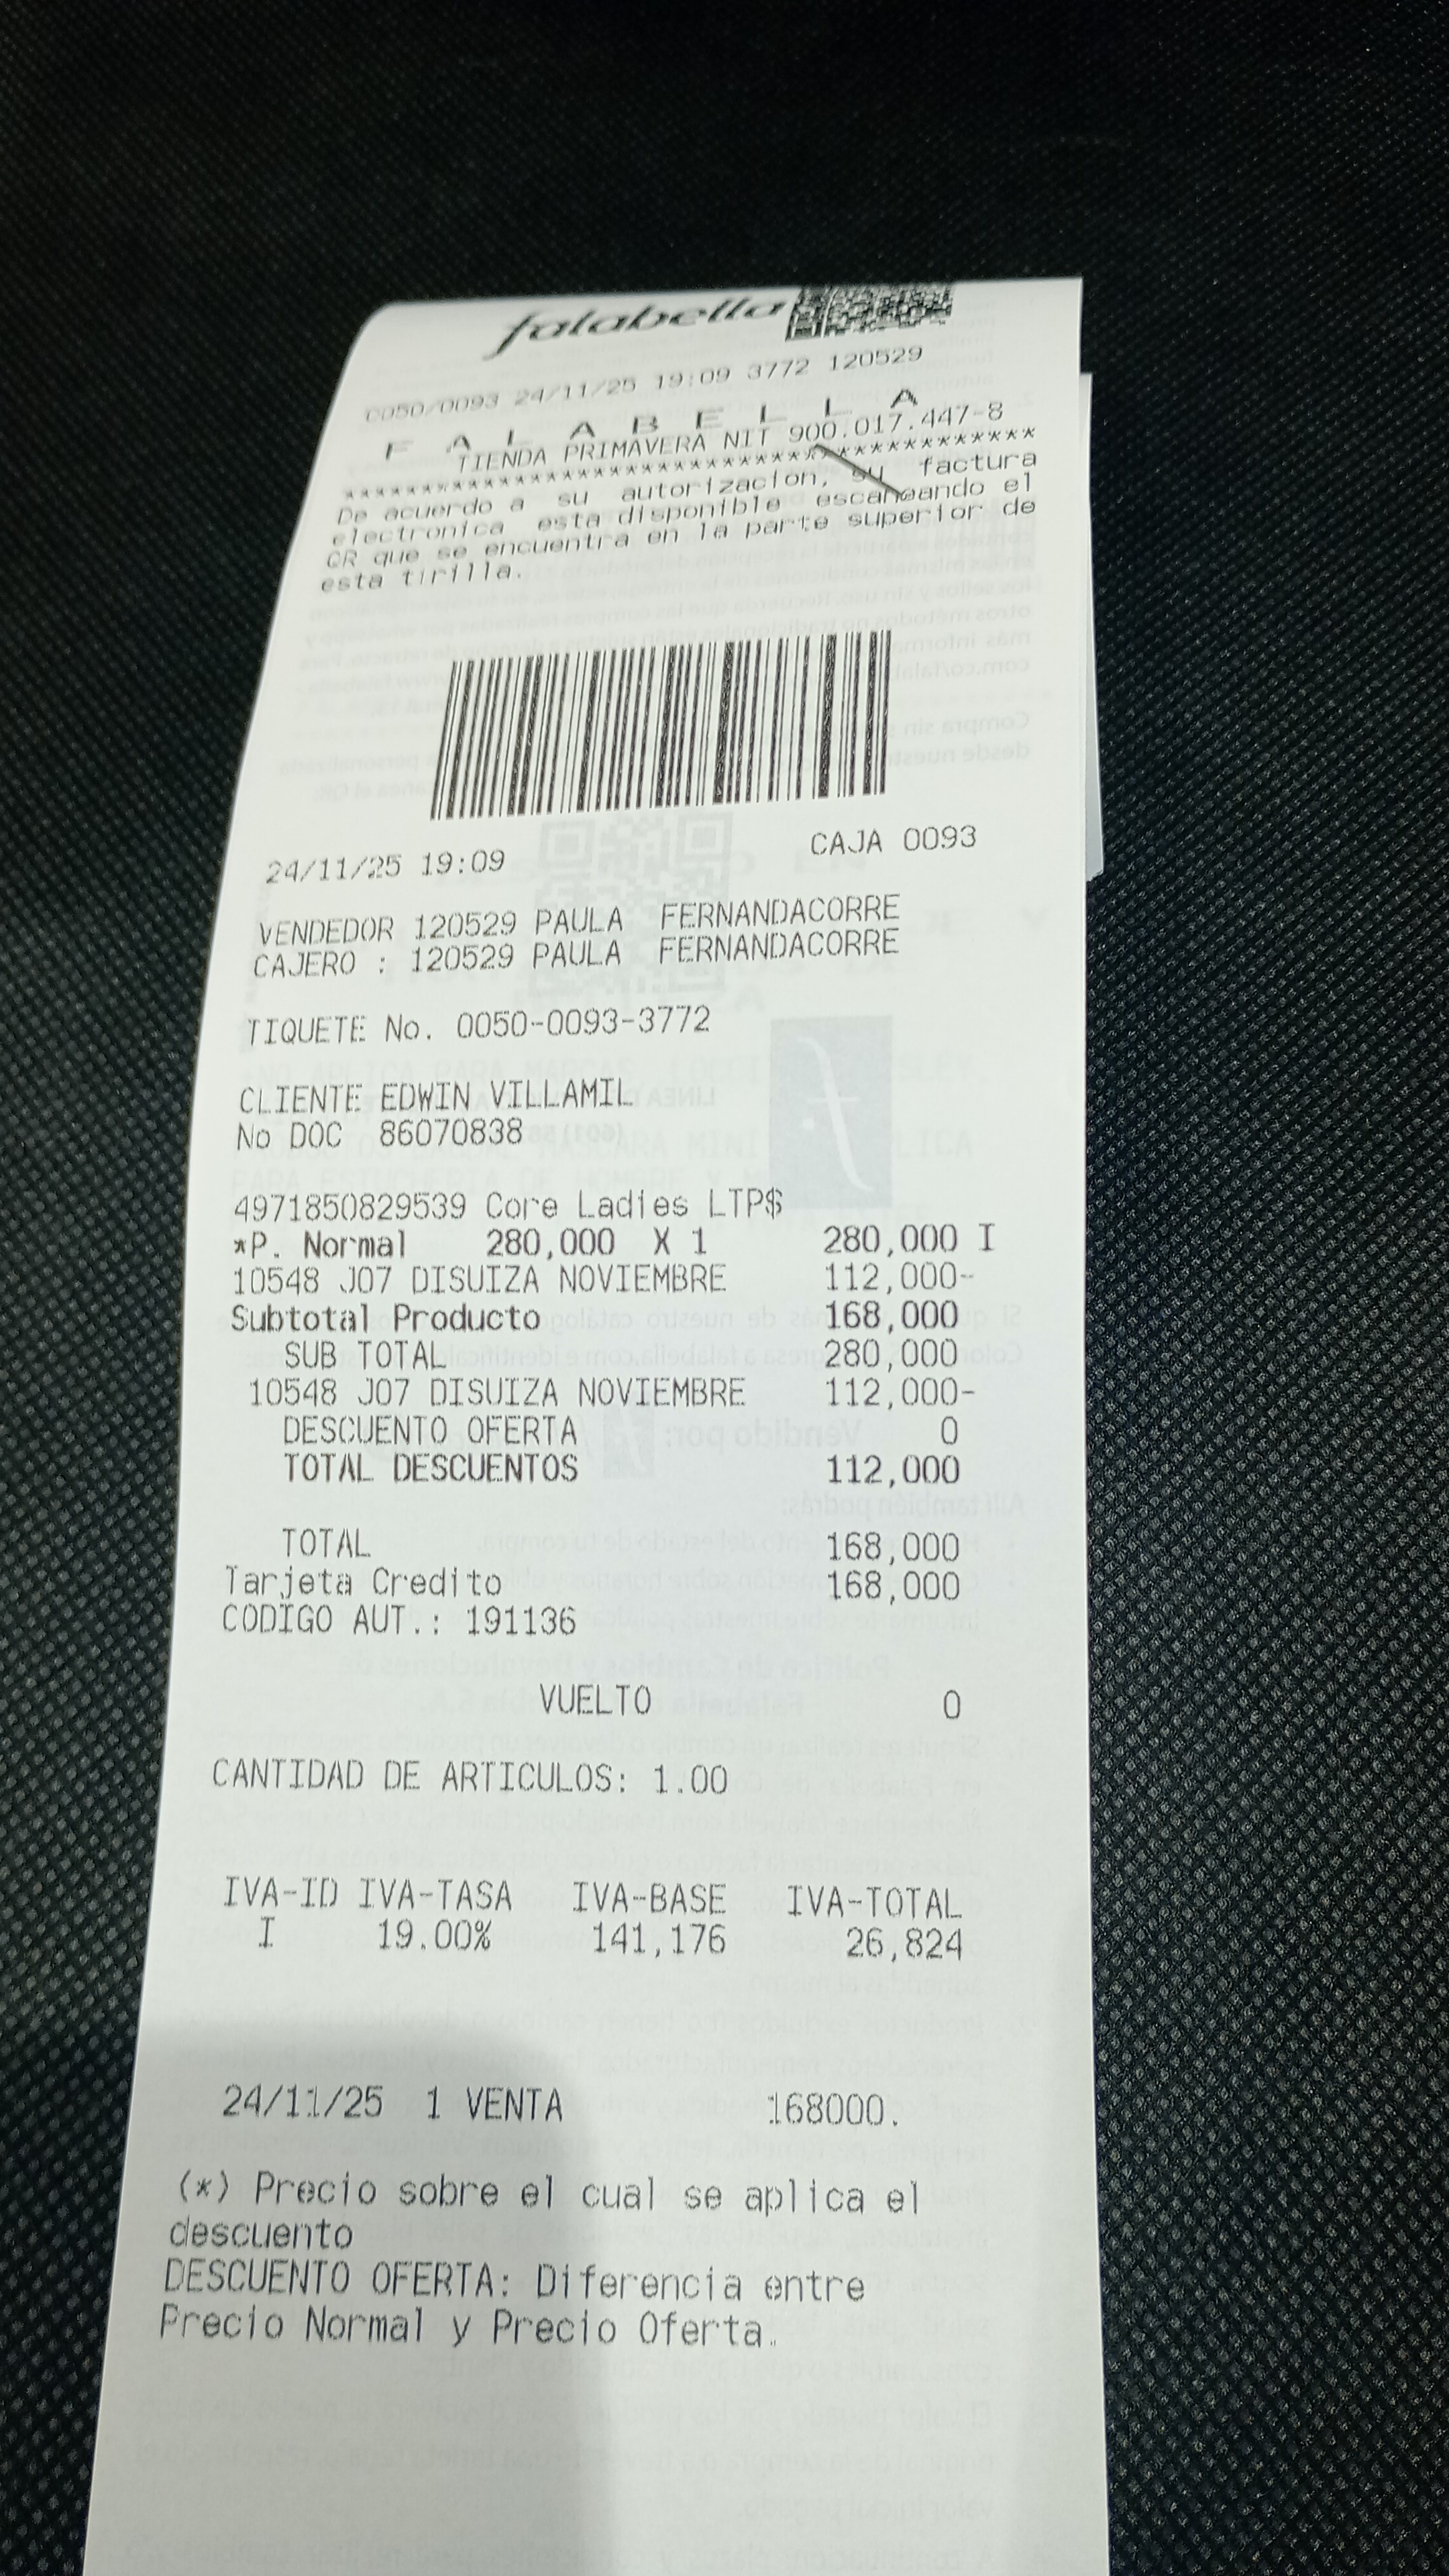 falabella
C050/0093 24/11/25 19:09 3772 120529
F A L A B E L L A
TIENDA PRIMAVERA NIT 900.017.447-8
****************************************
De acuerdo a su autorizacion, su factura
electronica esta disponible escaneando el
QR que se encuentra en la parte superior de
esta tirilla.
24/11/25 19:09 CAJA 0093
VENDEDOR 120529 PAULA FERNANDACORRE
CAJERO : 120529 PAULA FERNANDACORRE
TIQUETE No. 0050-0093-3772
CLIENTE EDWIN VILLAMIL
No DOC 86070838
4971850829539 Core Ladies LTP$
*P. Normal 280,000 X 1 280,000 I
10548 J07 DISUIZA NOVIEMBRE 112,000-
Subtotal Producto 168,000
SUB TOTAL 280,000
10548 J07 DISUIZA NOVIEMBRE 112,000-
DESCUENTO OFERTA 0
TOTAL DESCUENTOS 112,000
TOTAL 168,000
Tarjeta Credito 168,000
CODIGO AUT.: 191136
VUELTO 0
CANTIDAD DE ARTICULOS: 1.00
IVA-ID IVA-TASA IVA-BASE IVA-TOTAL
I 19.00% 141,176 26,824
24/11/25 1 VENTA 168000.
(*) Precio sobre el cual se aplica el
descuento
DESCUENTO OFERTA: Diferencia entre
Precio Normal y Precio Oferta.